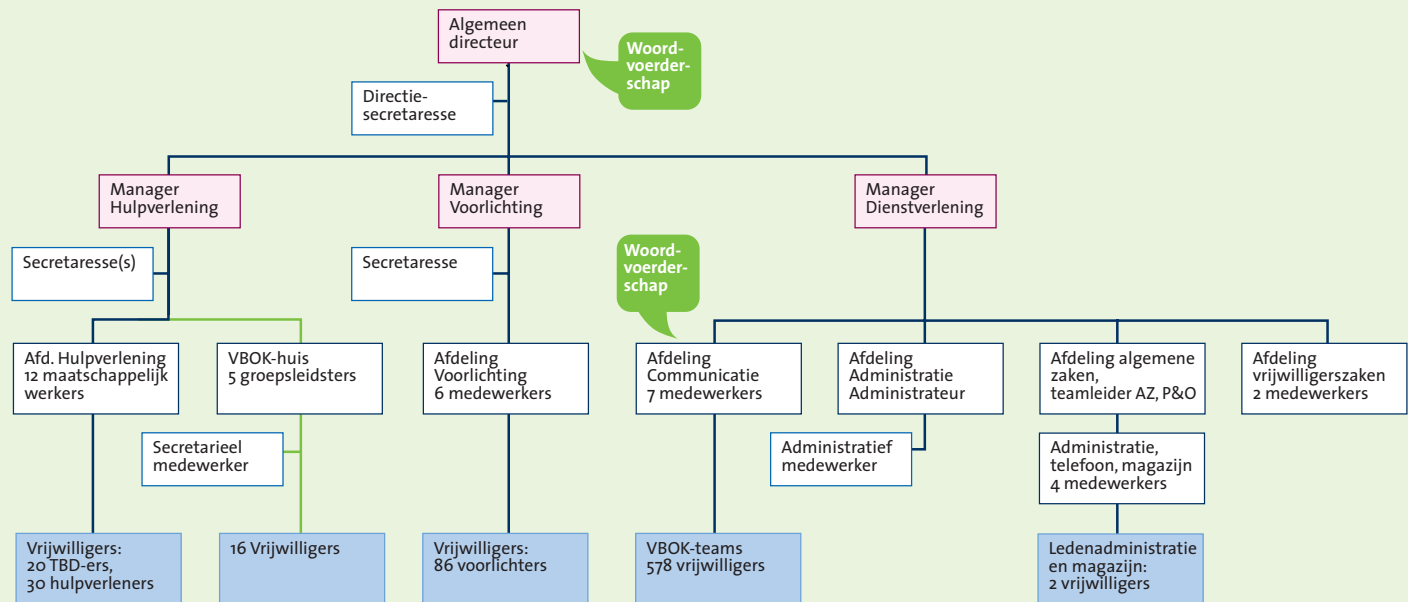 Algemeen
directeur
Woord-
voerder-
schap
Directie-
secretaresse
Manager
Hulpverlening
Manager
Voorlichting
Manager
Dienstverlening
Secretaresse(s)
Secretaresse
Woord-
voerder-
schap
Afd. Hulpverlening
12 maatschappelijk
werkers
VBOK-huis
5 groepsleidsters
Afdeling
Voorlichting
6 medewerkers
Afdeling
Communicatie
7 medewerkers
Afdeling
Administratie
Administrateur
Afdeling algemene
zaken,
teamleider AZ, P&O
Afdeling
vrijwilligerszaken
2 medewerkers
Secretarieel
medewerker
Administratief
medewerker
Administratie,
telefoon, magazijn
4 medewerkers
Vrijwilligers:
20 TBD-ers,
30 hulpverleners
16 Vrijwilligers
Vrijwilligers:
86 voorlichters
VBOK-teams
578 vrijwilligers
Ledenadministratie
en magazijn:
2 vrijwilligers